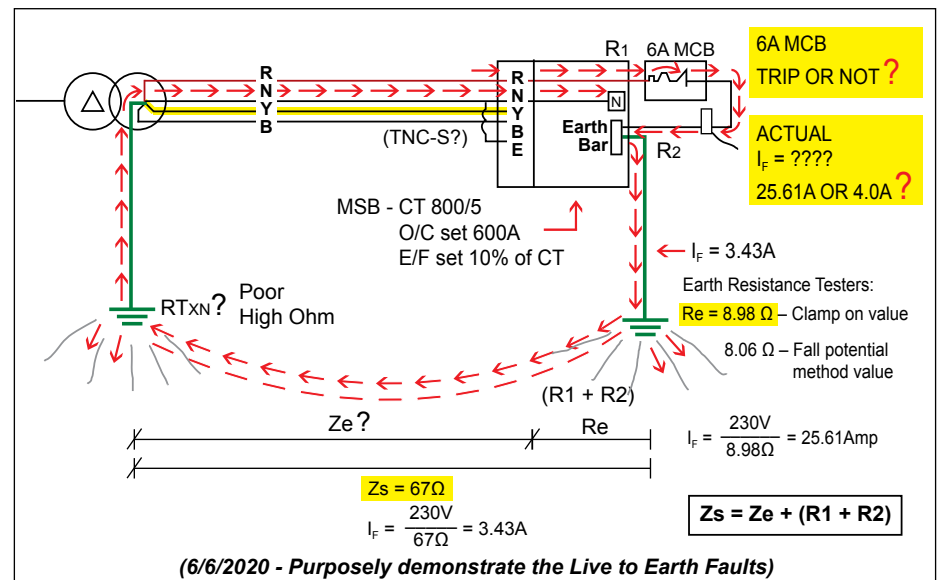 R
N
Y
B
(TNC-S?)
R
N
Y
B
E
N
Earth
Bar
R1
6A MCB
R2
6A MCB
TRIP OR NOT ?
ACTUAL
IF = ????
25.61A OR 4.0A ?
MSB - CT 800/5
O/C set 600A
E/F set 10% of CT
IF = 3.43A
Earth Resistance Testers:
Re = 8.98 Ω – Clamp on value
8.06 Ω – Fall potential
method value
RTXN? Poor
High Ohm
(R1 + R2)
Ze ?
Re
IF = 230V / 8.98Ω = 25.61Amp
Zs = 67Ω
IF = 230V / 67Ω = 3.43A
Zs = Ze + (R1 + R2)
(6/6/2020 - Purposely demonstrate the Live to Earth Faults)